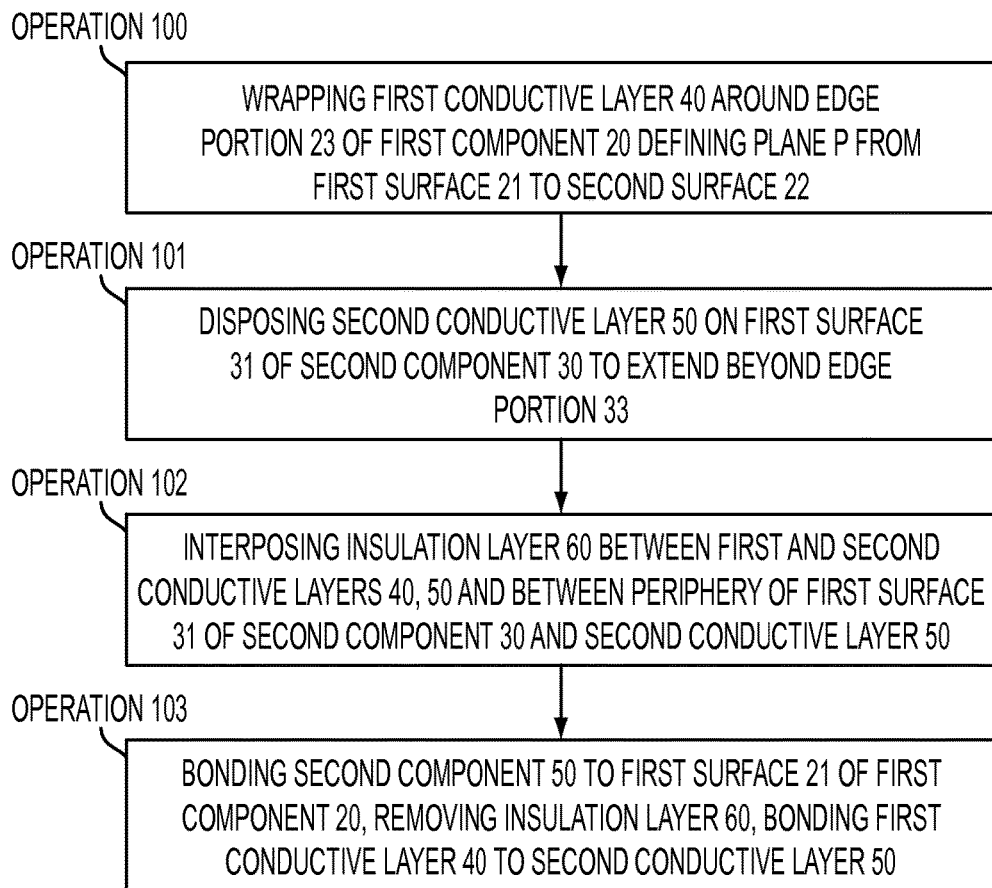 OPERATION 100
WRAPPING FIRST CONDUCTIVE LAYER 40 AROUND EDGE
PORTION 23 OF FIRST COMPONENT 20 DEFINING PLANE P FROM
FIRST SURFACE 21 TO SECOND SURFACE 22
OPERATION 101
DISPOSING SECOND CONDUCTIVE LAYER 50 ON FIRST SURFACE
31 OF SECOND COMPONENT 30 TO EXTEND BEYOND EDGE
PORTION 33
OPERATION 102
INTERPOSING INSULATION LAYER 60 BETWEEN FIRST AND SECOND
CONDUCTIVE LAYERS 40, 50 AND BETWEEN PERIPHERY OF FIRST SURFACE
31 OF SECOND COMPONENT 30 AND SECOND CONDUCTIVE LAYER 50
OPERATION 103
BONDING SECOND COMPONENT 50 TO FIRST SURFACE 21 OF FIRST
COMPONENT 20, REMOVING INSULATION LAYER 60, BONDING FIRST
CONDUCTIVE LAYER 40 TO SECOND CONDUCTIVE LAYER 50